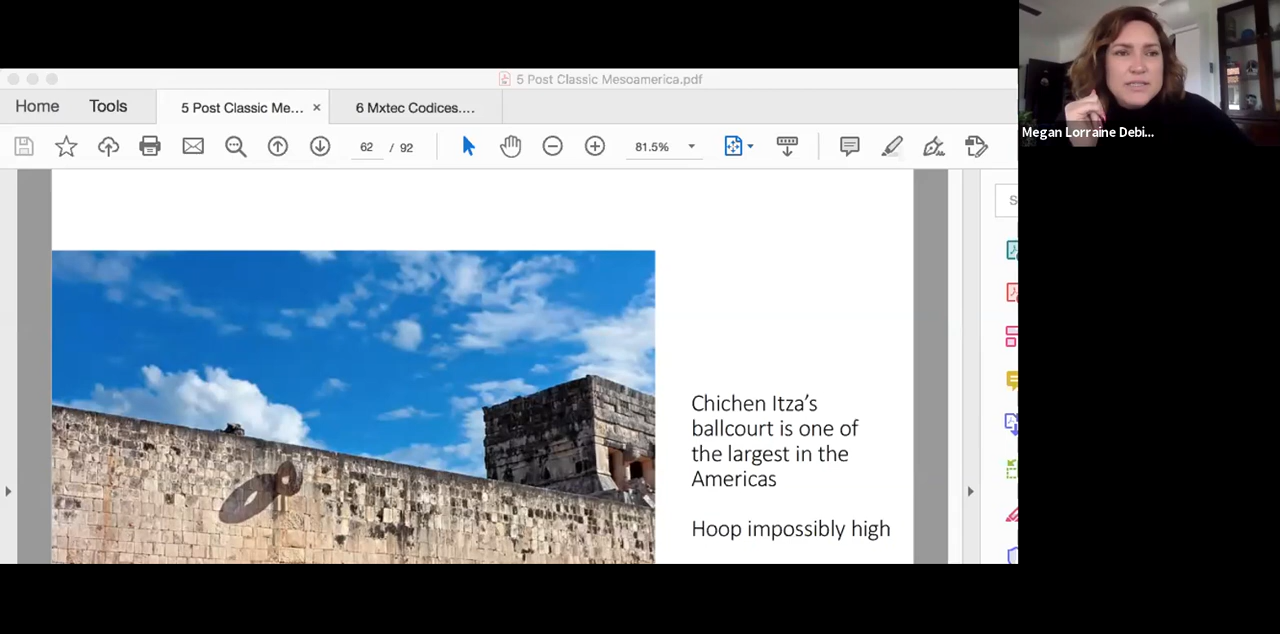 5 Post Classic Mesoamerica.pdf
Home Tools 5 Post Classic Me... × 6 Mxtec Codices....
62 / 92 81.5%
Megan Lorraine Debi...
S
Chichen Itza’s
ballcourt is one of
the largest in the
Americas
Hoop impossibly high